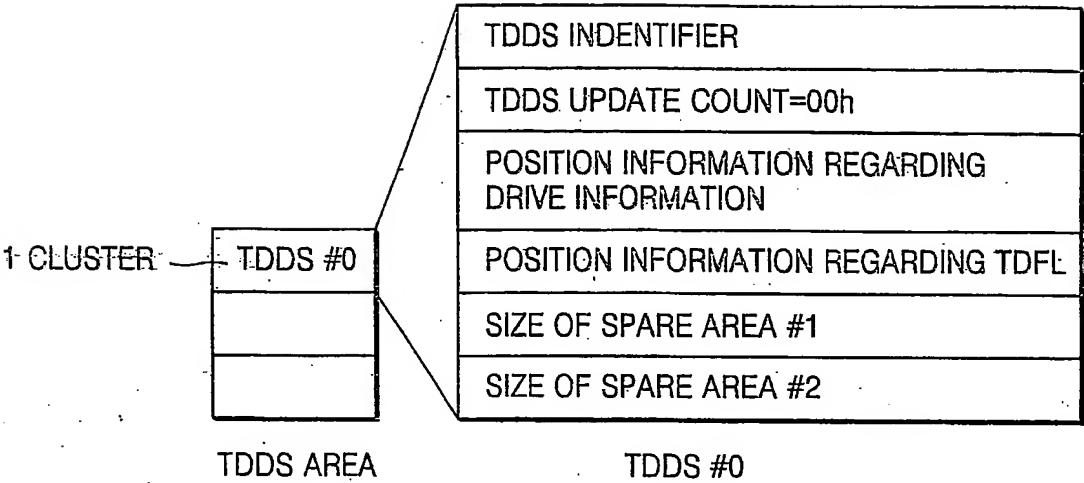 TDDS INDENTIFIER
TDDS UPDATE COUNT=00h
POSITION INFORMATION REGARDING
DRIVE INFORMATION
1 CLUSTER
TDDS #0
POSITION INFORMATION REGARDING TDFL
SIZE OF SPARE AREA #1
SIZE OF SPARE AREA #2
TDDS AREA
TDDS #0